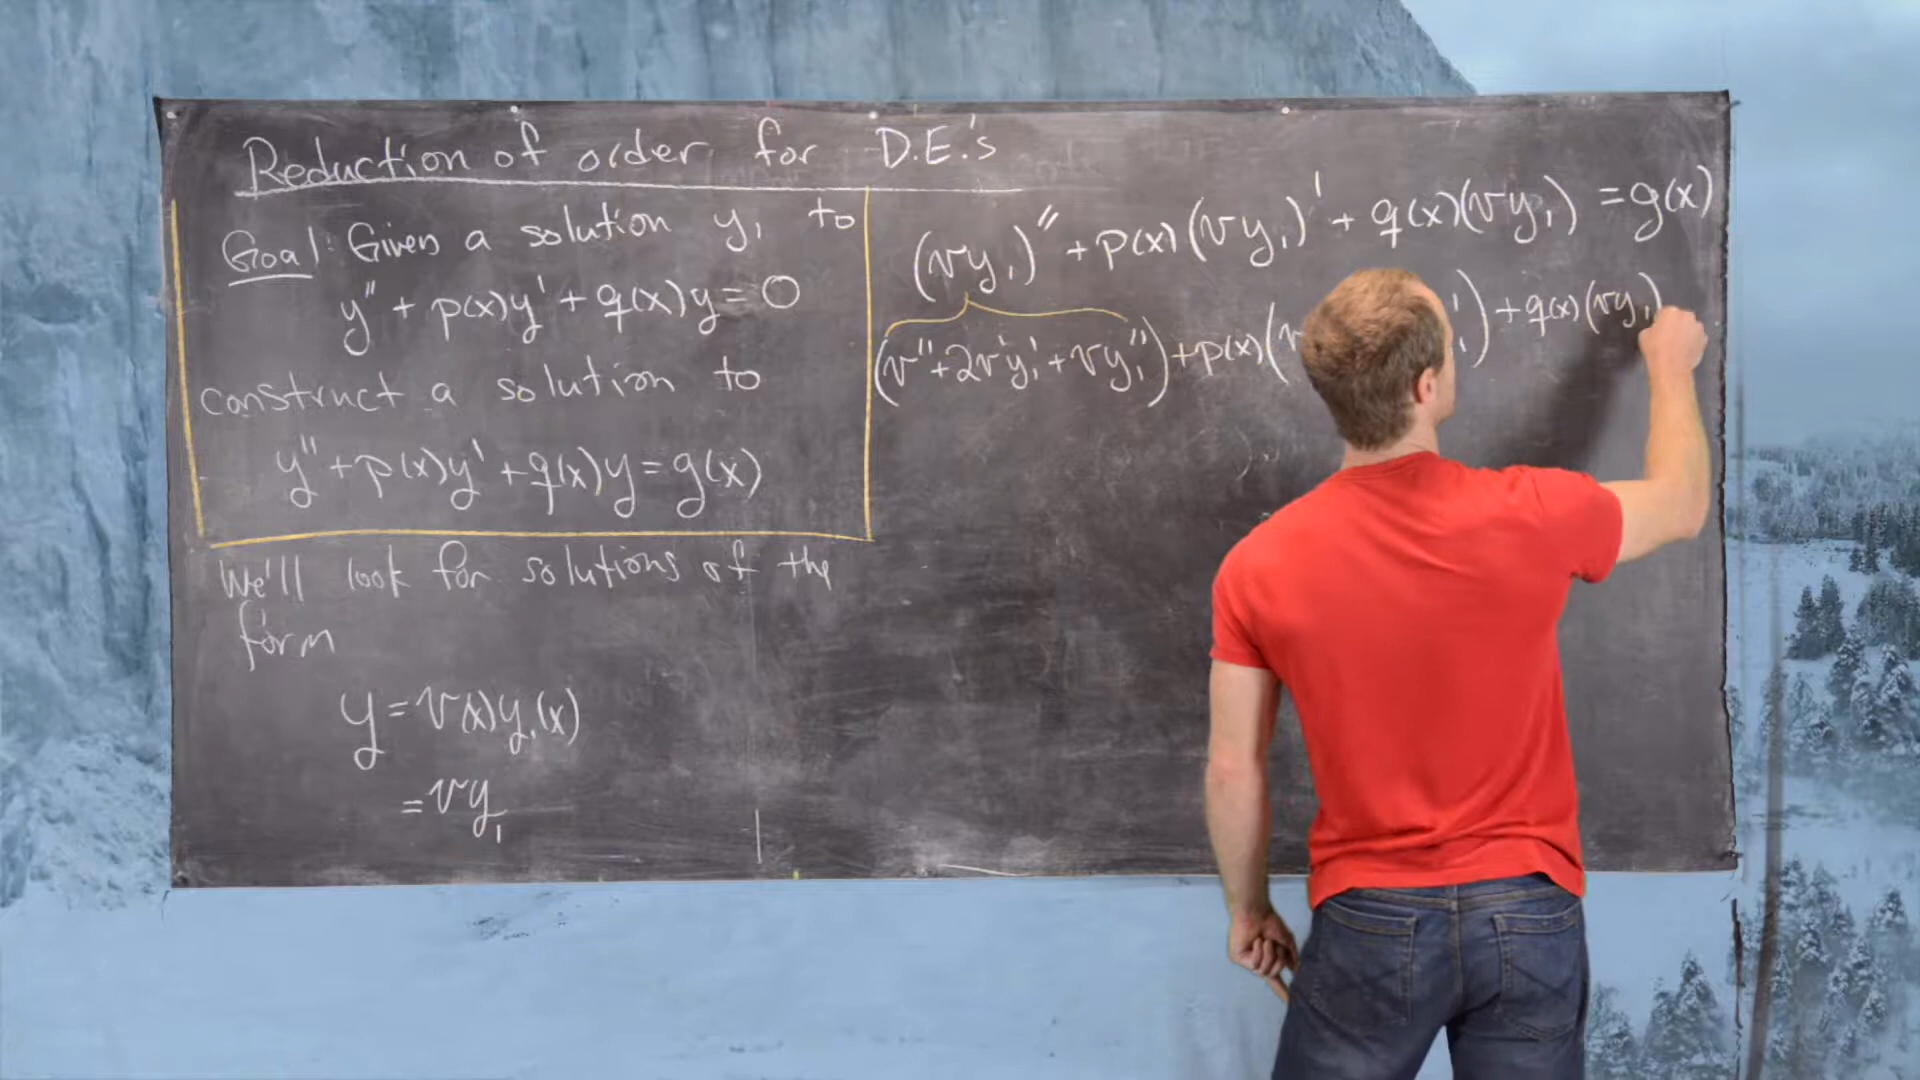 Reduction of order for D.E.'s
Goal: Given a solution y₁ to
y" + p(x)y' + q(x)y = 0
construct a solution to
y" + p(x)y' + q(x)y = g(x)
We'll look for solutions of the
form
y = v(x)y₁(x)
= vy₁
(vy₁)" + p(x)(vy₁)' + q(x)(vy₁) = g(x)
(v" + 2v'y₁' + vy₁") + p(x)(v ₁') + q(x)(vy₁)